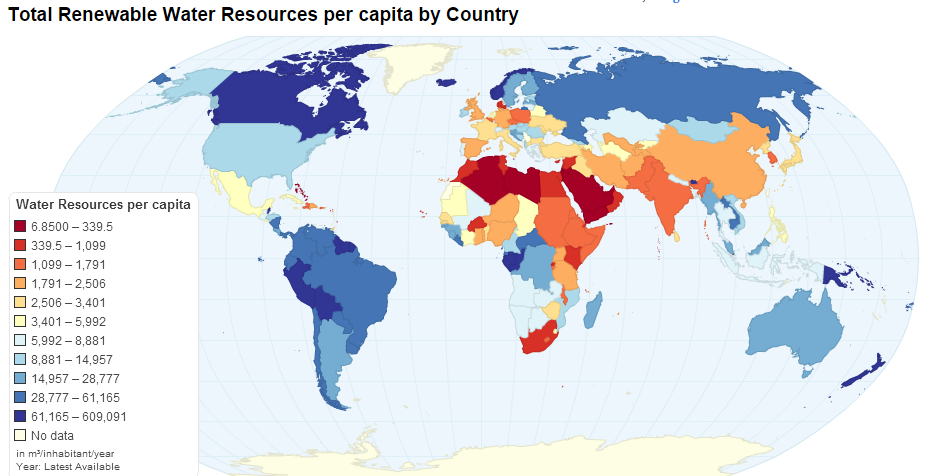 Total Renewable Water Resources per capita by Country
Water Resources per capita
6.8500 – 339.5
339.5 – 1,099
1,099 – 1,791
1,791 – 2,506
2,506 – 3,401
3,401 – 5,992
5,992 – 8,881
8,881 – 14,957
14,957 – 28,777
28,777 – 61,165
61,165 – 609,091
No data
in m³/inhabitant/year
Year: Latest Available